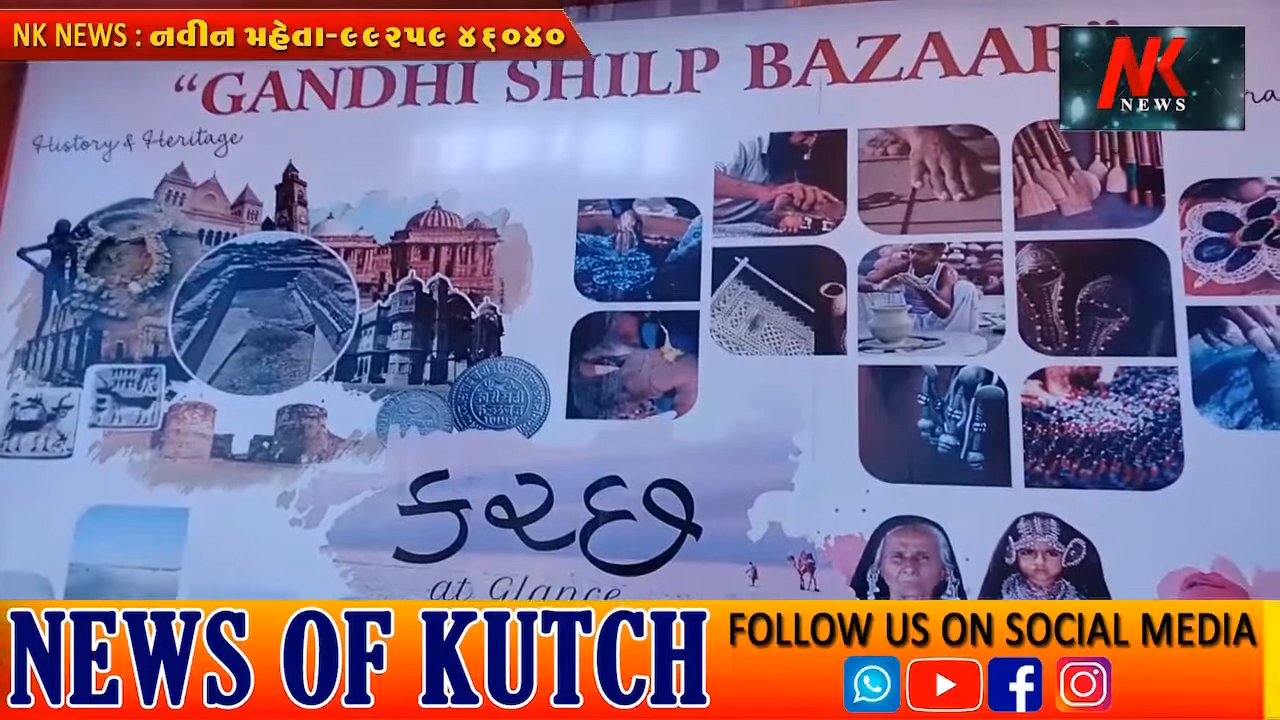 NK NEWS : નવીન મહેતા-૯૯૨૫૯ ૪૬૦૪૦
NK
NEWS
“GANDHI SHILP BAZAAR”
History & Heritage
કચ્છ
at Glance
NEWS OF KUTCH
FOLLOW US ON SOCIAL MEDIA